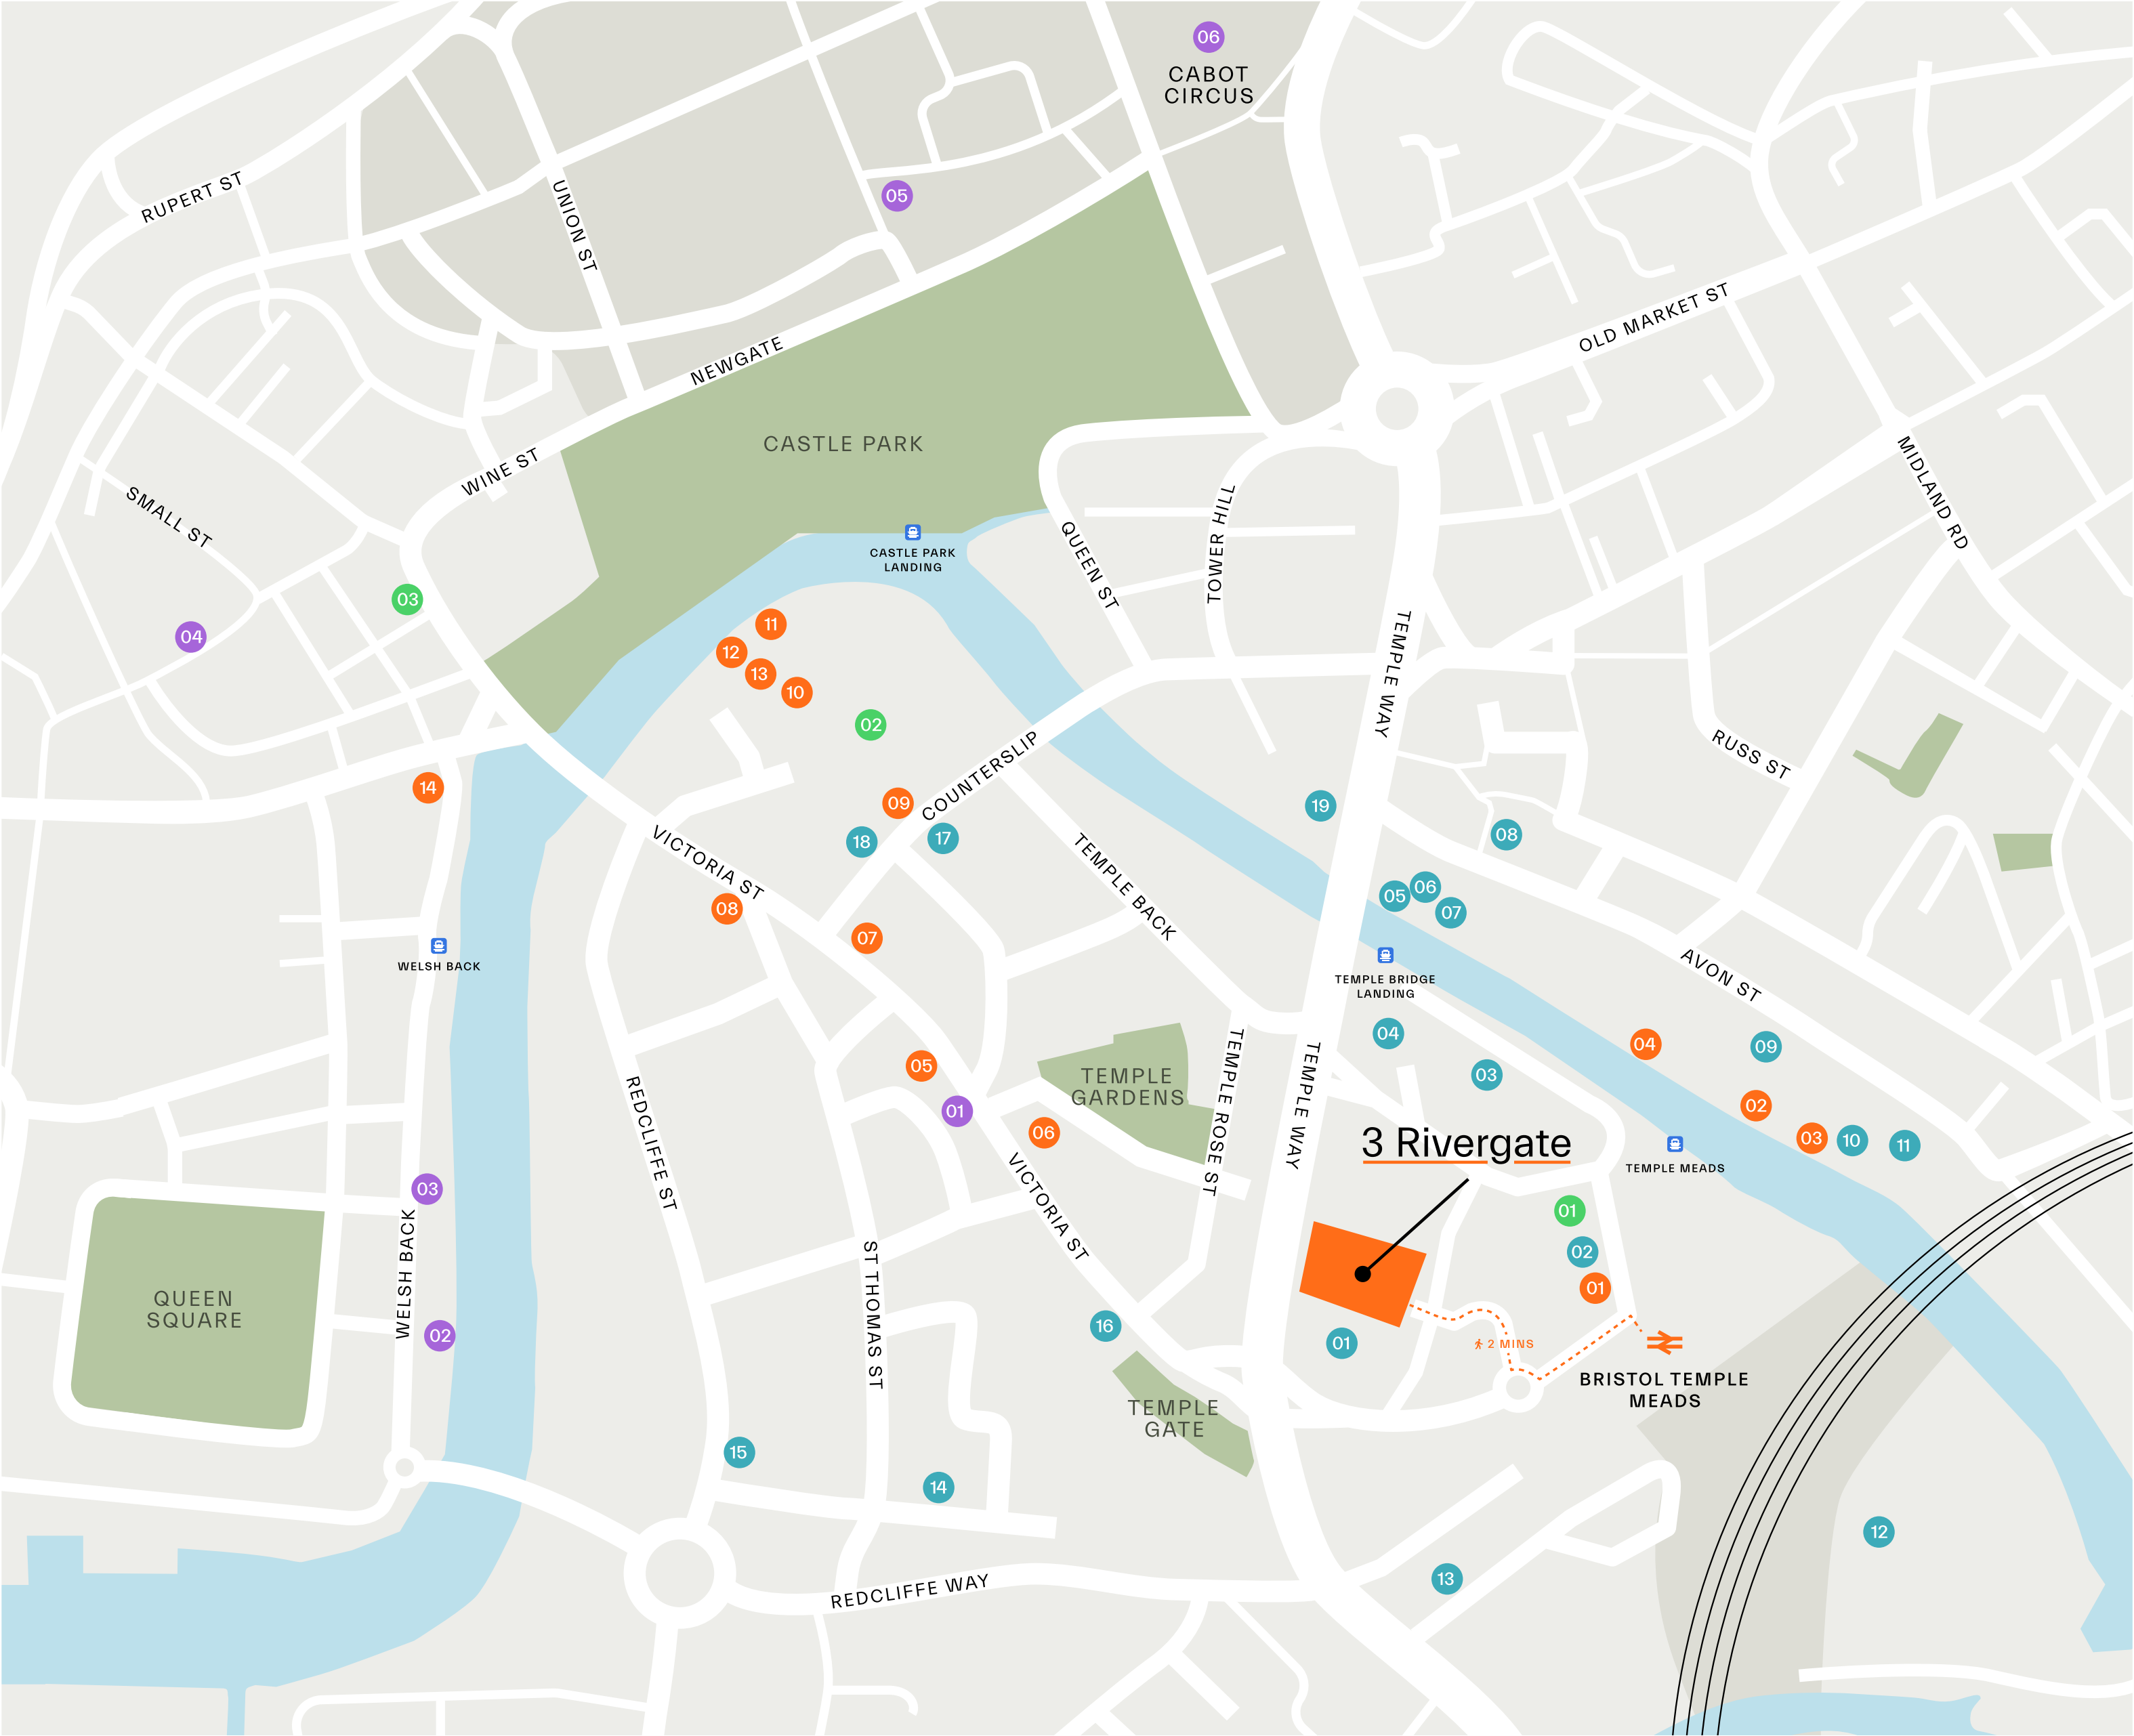 06
CABOT
CIRCUS
RUPERT ST
UNION ST
05
OLD MARKET ST
NEWGATE
CASTLE PARK
WINE ST
SMALL ST
MIDLAND RD
CASTLE PARK
LANDING
QUEEN ST
TOWER HILL
03
04
11
12
13
10
TEMPLE WAY
02
RUSS ST
14
09
COUNTERSLIP
18
17
19
08
VICTORIA ST
TEMPLE BACK
08
05
06
07
07
WELSH BACK
TEMPLE BRIDGE
LANDING
AVON ST
04
04
09
05
03
TEMPLE
GARDENS
TEMPLE ROSE ST
TEMPLE WAY
REDCLIFFE ST
01
06
02
03
10
11
3 Rivergate
TEMPLE MEADS
VICTORIA ST
03
WELSH BACK
01
02
01
QUEEN
SQUARE
ST THOMAS ST
02
16
01
2 MINS
BRISTOL TEMPLE
MEADS
TEMPLE
GATE
15
14
12
13
REDCLIFFE WAY